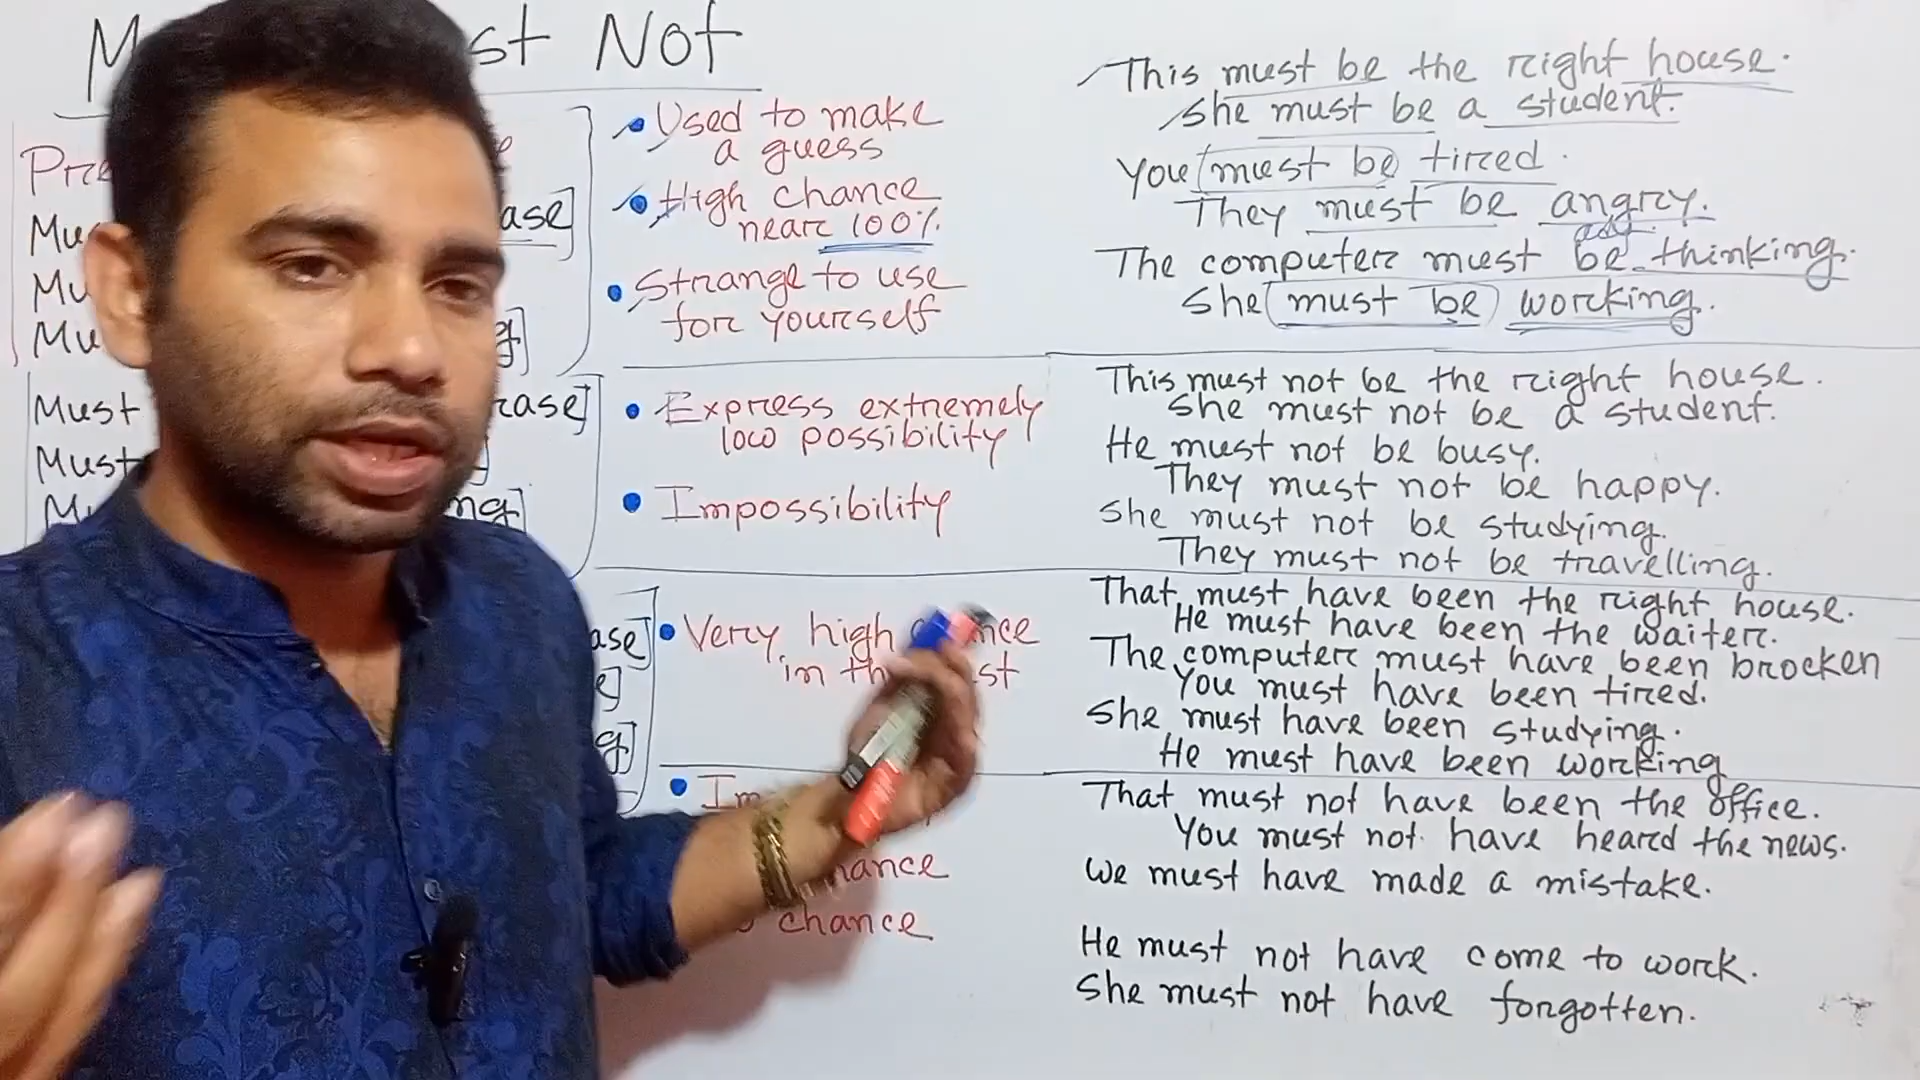 Not
Must
Must
• Used to make
a guess
• High chance
near 100%
• Strange to use
for yourself
• Express extremely
low possibility
• Impossibility
• Very high
in
•
chance
This must be the right house.
She must be a student.
You must be tired.
They must be angry.
adj.
The computer must be thinking.
She must be working.
This must not be the right house.
She must not be a student.
He must not be busy.
They must not be happy.
She must not be studying.
They must not be travelling.
That must have been the right house.
He must have been the waiter.
The computer must have been brocken
You must have been tired.
She must have been studying.
He must have been working
That must not have been the office.
You must not have heard the news.
We must have made a mistake.
He must not have come to work.
She must not have forgotten.